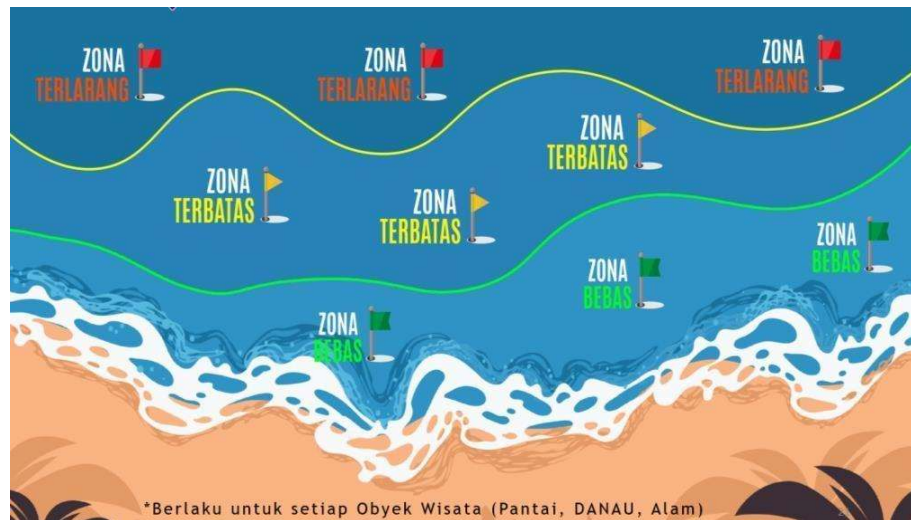 ZONA
TERLARANG
ZONA
TERLARANG
ZONA
TERLARANG
ZONA
TERBATAS
ZONA
TERBATAS
ZONA
TERBATAS
ZONA
BEBAS
ZONA
BEBAS
ZONA
BEBAS
*Berlaku untuk setiap Obyek Wisata (Pantai, DANAU, Alam)